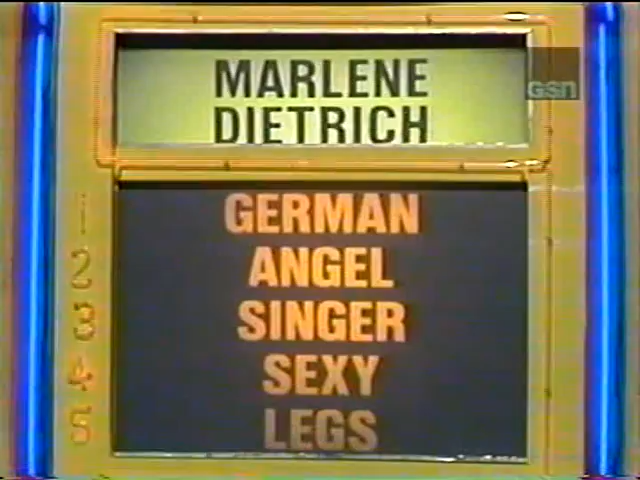 MARLENE
DIETRICH
GSN
1 GERMAN
2 ANGEL
3 SINGER
4 SEXY
5 LEGS